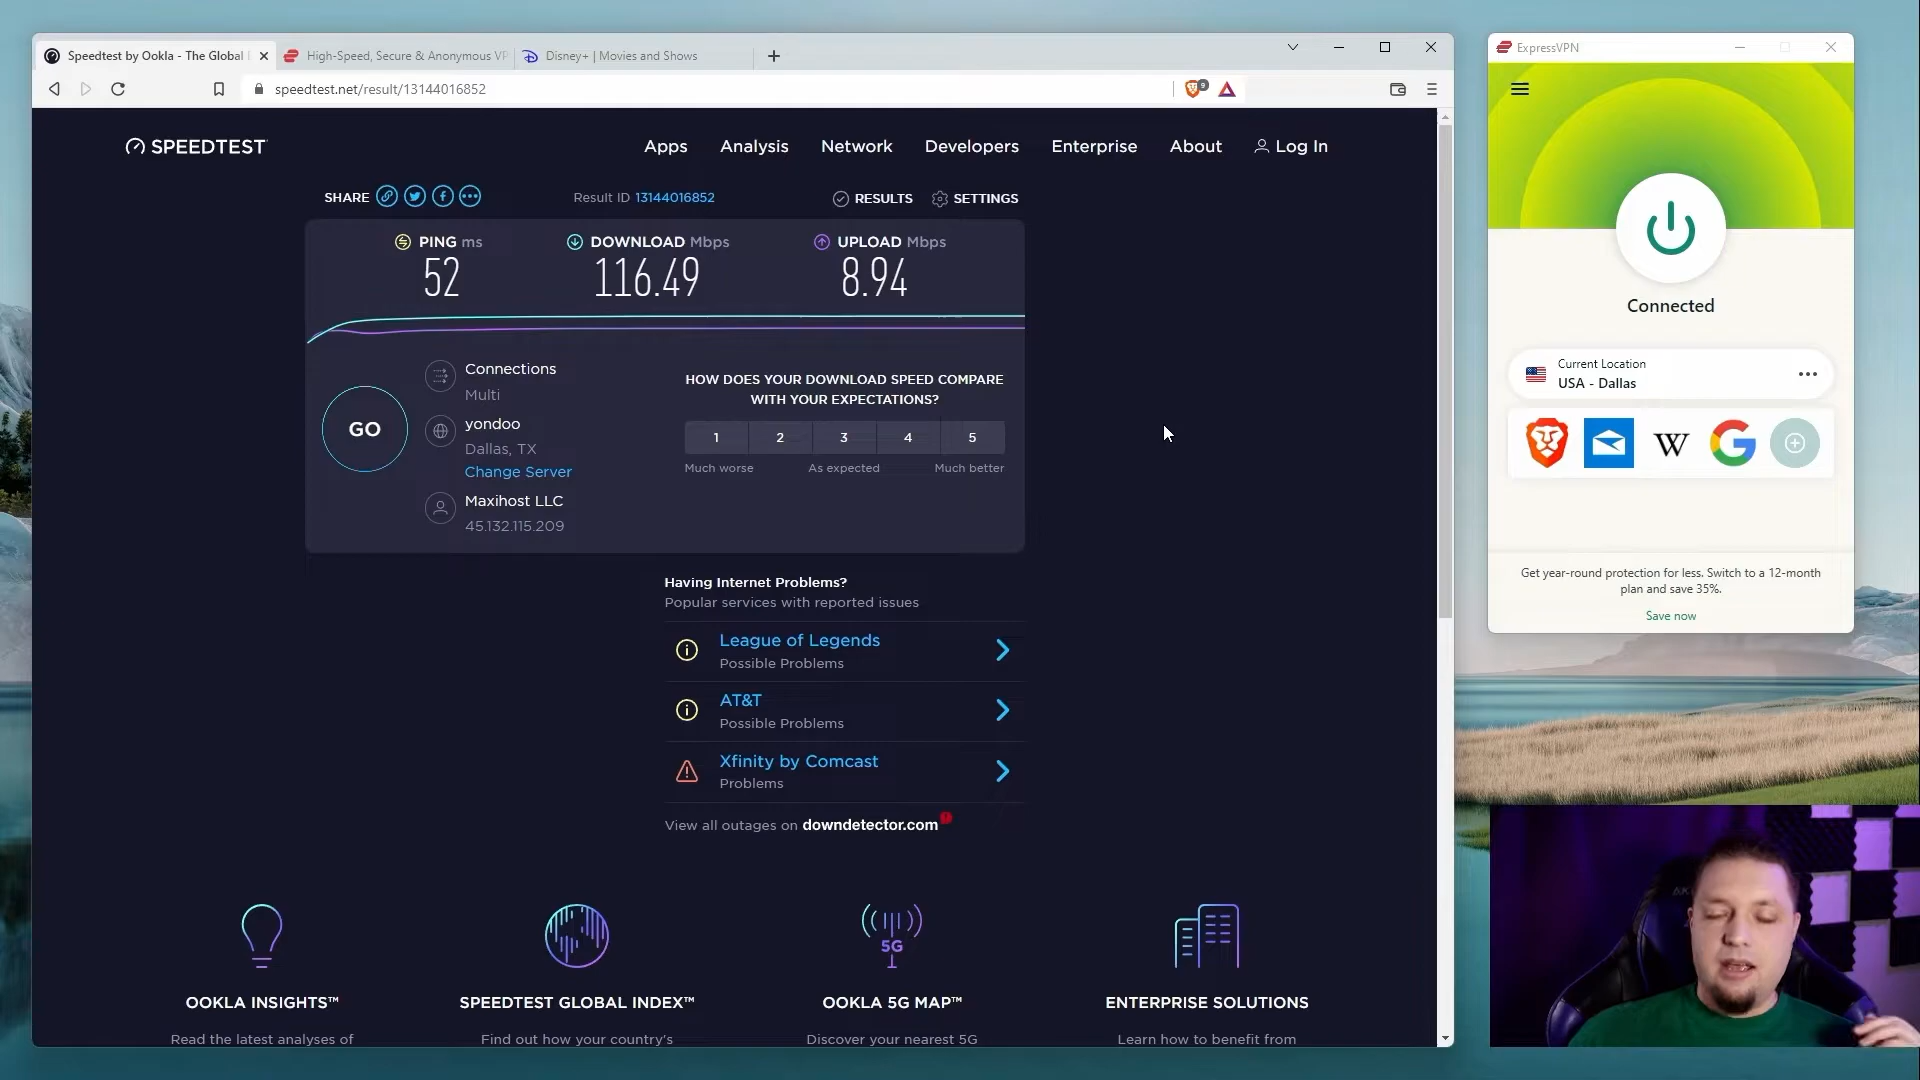 Speedtest by Ookla - The Global
High-Speed, Secure & Anonymous VP
Disney+ | Movies and Shows
speedtest.net/result/13144016852
9
SPEEDTEST
Apps
Analysis
Network
Developers
Enterprise
About
Log In
SHARE
Result ID 13144016852
RESULTS
SETTINGS
PING ms
52
DOWNLOAD Mbps
116.49
UPLOAD Mbps
8.94
GO
Connections
Multi
yondoo
Dallas, TX
Change Server
Maxihost LLC
45.132.115.209
HOW DOES YOUR DOWNLOAD SPEED COMPARE
WITH YOUR EXPECTATIONS?
1 2 3 4 5
Much worse As expected Much better
Having Internet Problems?
Popular services with reported issues
League of Legends
Possible Problems
AT&T
Possible Problems
Xfinity by Comcast
Problems
View all outages on downdetector.com
5G
OOKLA INSIGHTS™
Read the latest analyses of
SPEEDTEST GLOBAL INDEX™
Find out how your country's
OOKLA 5G MAP™
Discover your nearest 5G
ENTERPRISE SOLUTIONS
Learn how to benefit from
ExpressVPN
Connected
Current Location
USA - Dallas
W
G
Get year-round protection for less. Switch to a 12-month
plan and save 35%.
Save now